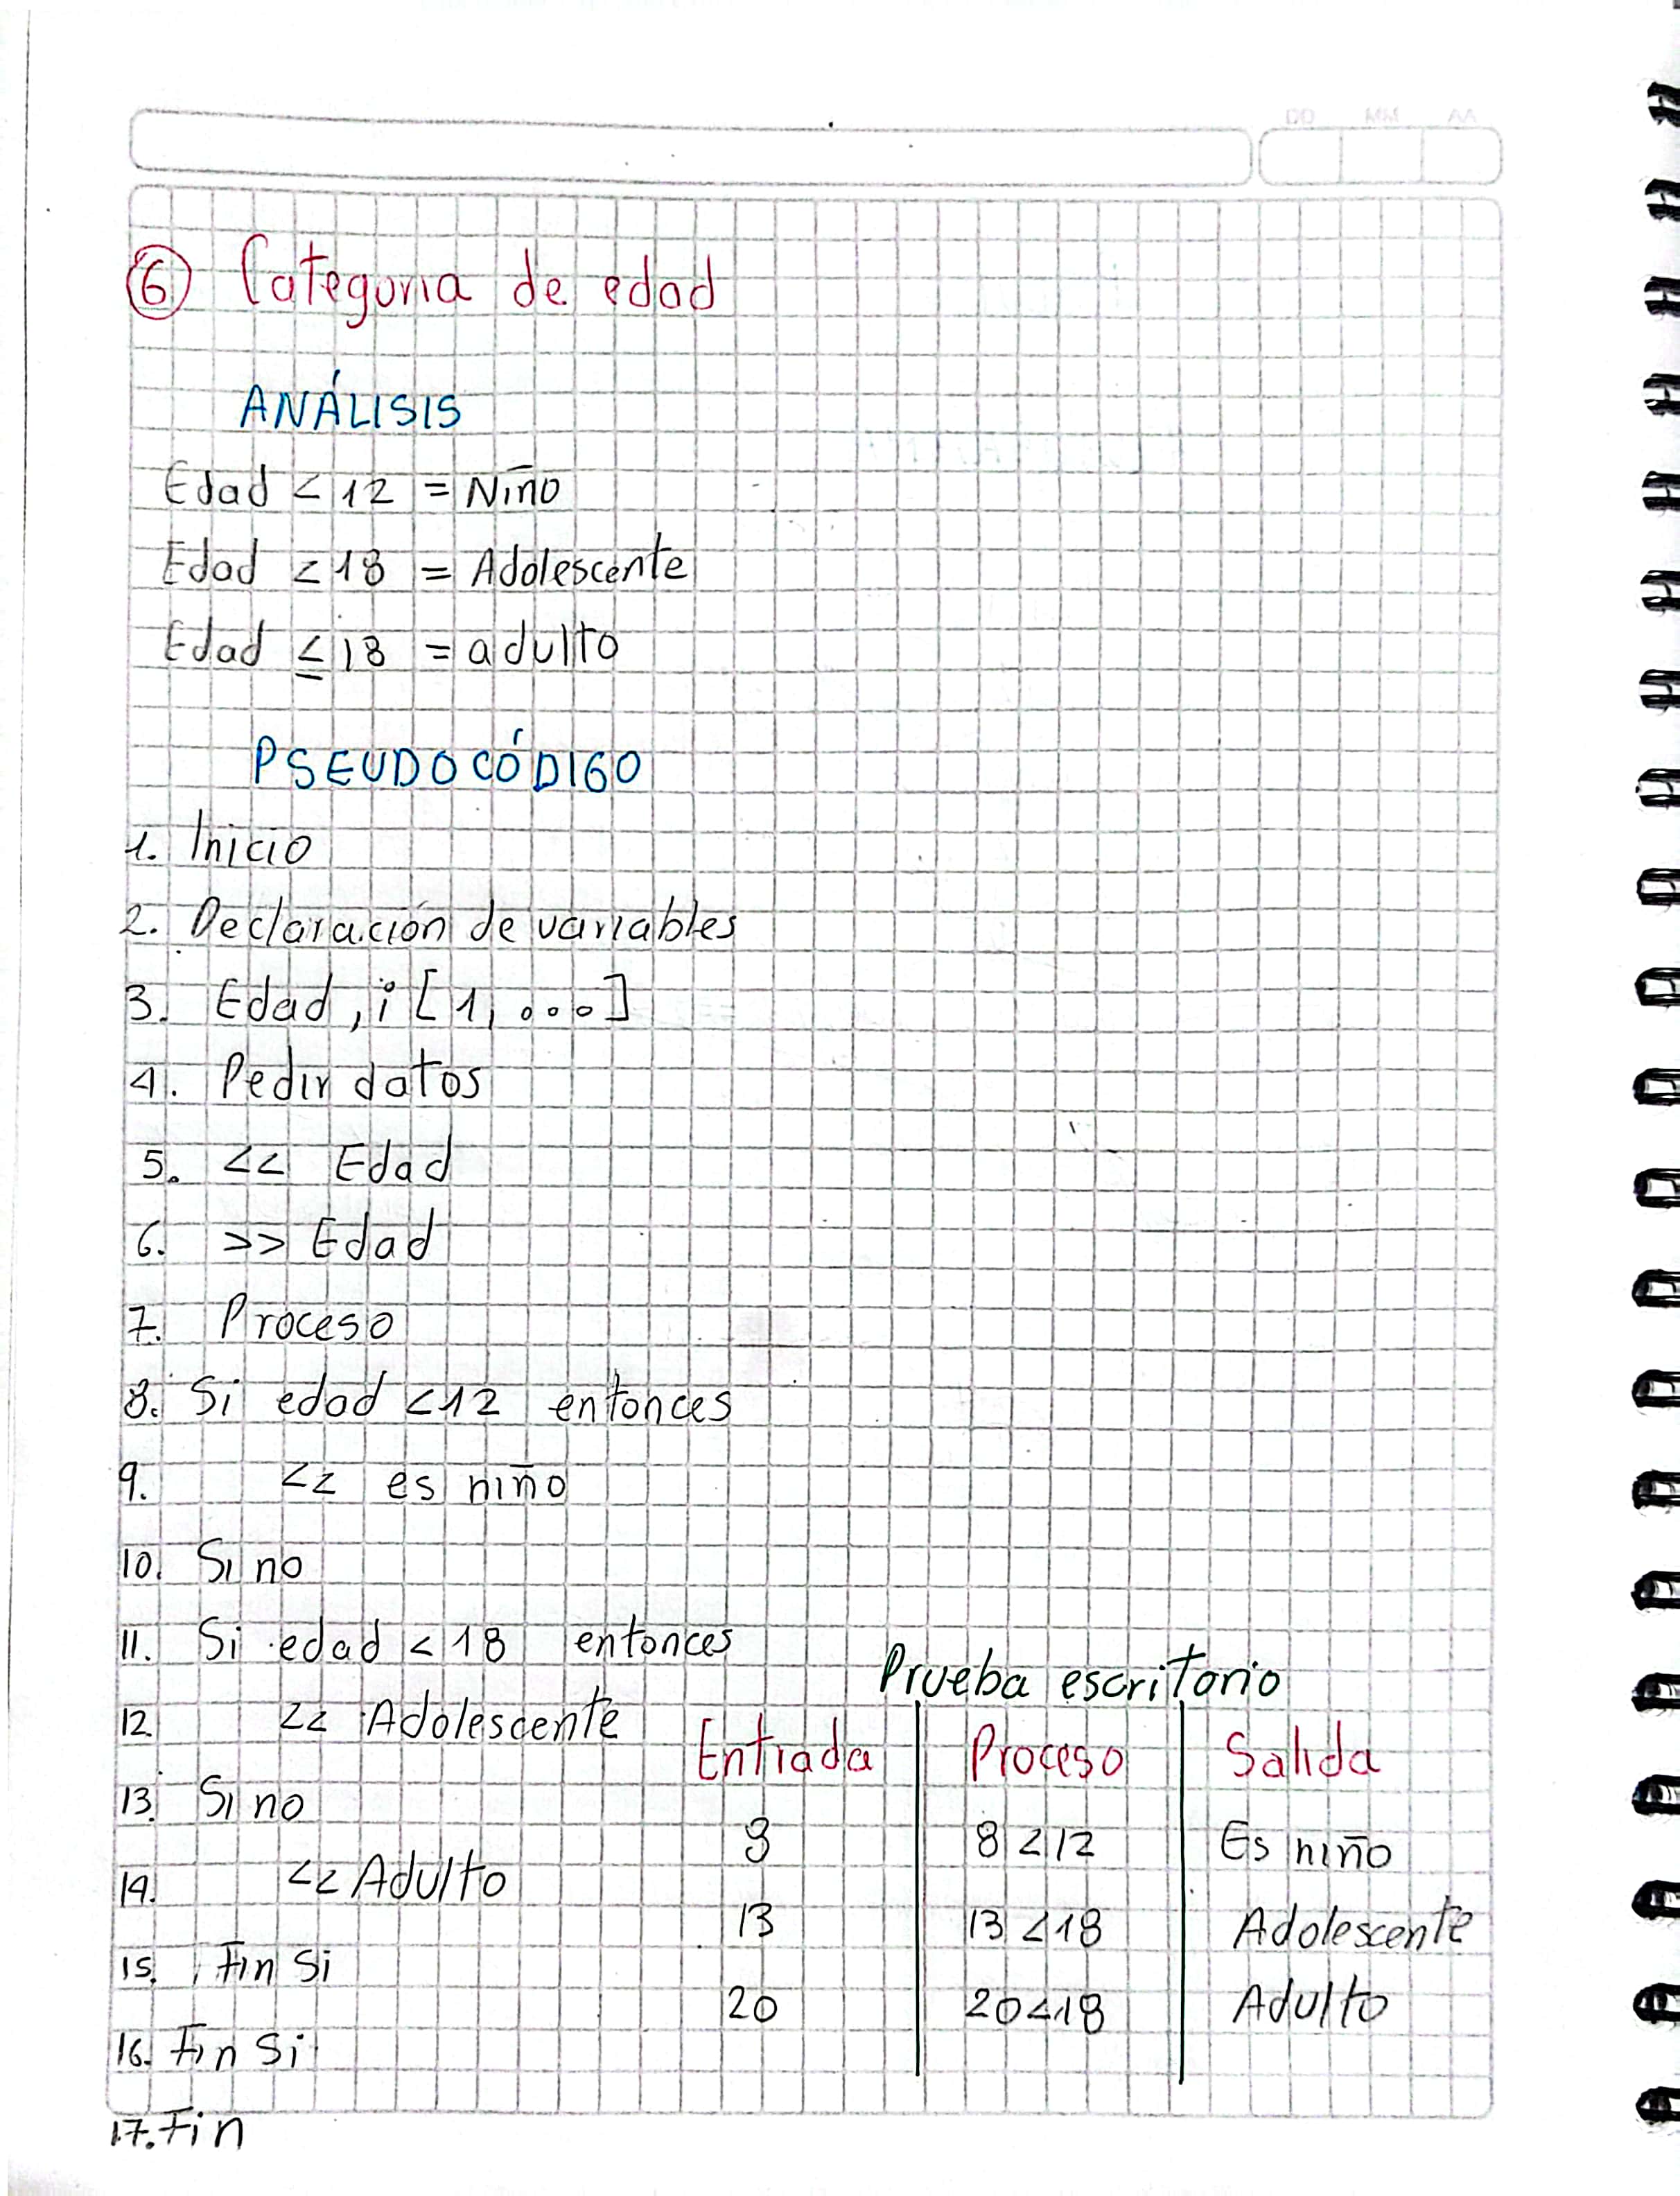 DD MM AA
6 Categoria de edad
ANÁLISIS
Edad < 12 = Niño
Edad < 18 = Adolescente
Edad ≤ 18 = adulto
PSEUDOCÓDIGO
1. Inicio
2. Declaración de variables
3. Edad, i [1, ...]
4. Pedir datos
5. << Edad
6. >> Edad
7. Proceso
8. Si edad < 12 entonces
9. << es niño
10. Si no
11. Si edad < 18 entonces
12. << Adolescente
13. Si no
14. << Adulto
15. Fin Si
16. Fin Si
17. Fin
Prueba escritorio
Entrada Proceso Salida
8 8 < 12 Es niño
13 13 < 18 Adolescente
20 20 < 18 Adulto